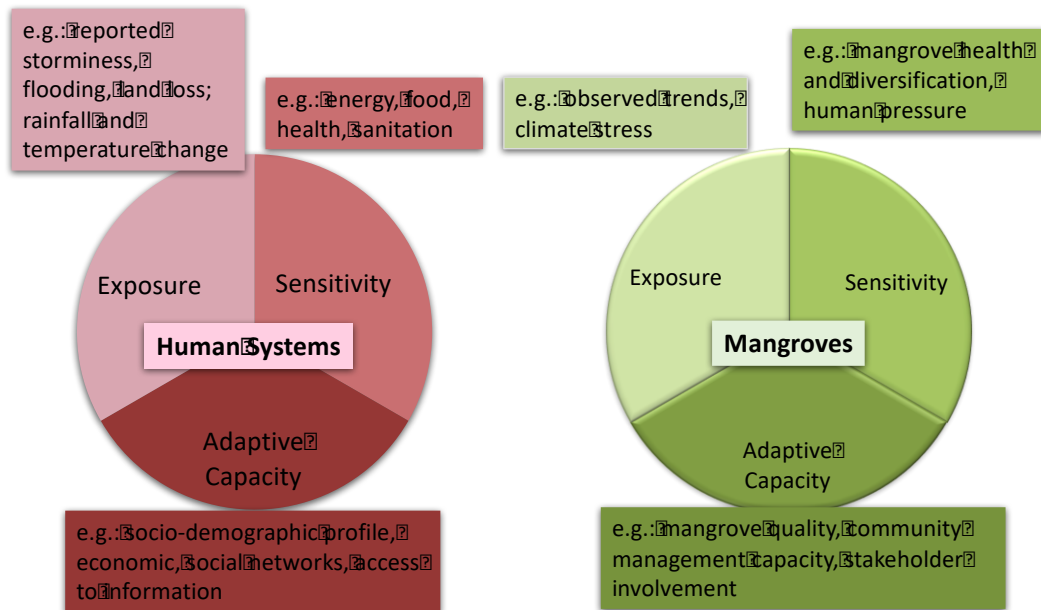 e.g.: reported
storminess,
flooding, land loss;
rainfall and
temperature change
e.g.: energy, food,
health, sanitation
Exposure
Sensitivity
Human Systems
Adaptive
Capacity
e.g.: socio-demographic profile,
economic, social networks, access
to information
e.g.: observed trends,
climate stress
e.g.: mangrove health
and diversification,
human pressure
Exposure
Sensitivity
Mangroves
Adaptive
Capacity
e.g.: mangrove quality, community
management capacity, stakeholder
involvement